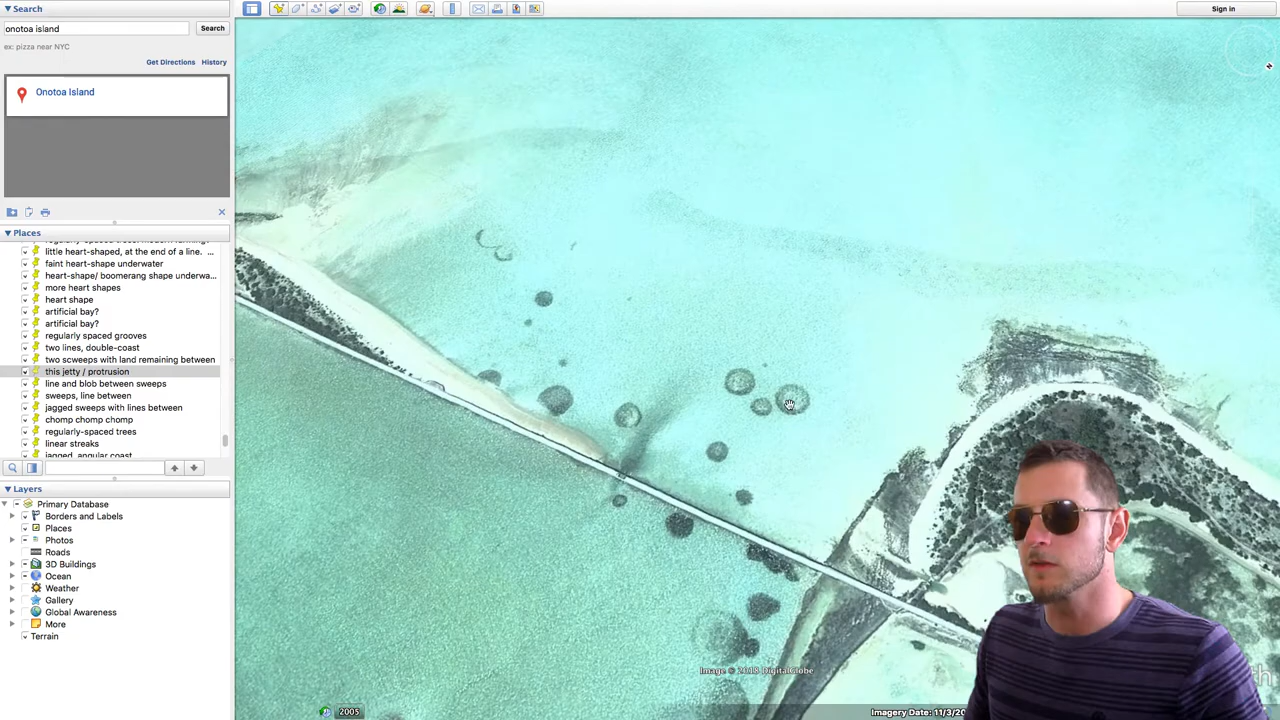 Search
Sign in
onotoa island
Search
ex: pizza near NYC
Get Directions
History
Onotoa Island
Places
little heart-shaped, at the end of a line. ...
faint heart-shape underwater
heart-shape/ boomerang shape underwa...
more heart shapes
heart shape
artificial bay?
artificial bay?
regularly spaced grooves
two lines, double-coast
two scweeps with land remaining between
this jetty / protrusion
line and blob between sweeps
sweeps, line between
jagged sweeps with lines between
chomp chomp chomp
regularly-spaced trees
linear streaks
jagged, angular coast
Layers
Primary Database
Borders and Labels
Places
Photos
Roads
3D Buildings
Ocean
Weather
Gallery
Global Awareness
More
Terrain
Image © 2018 DigitalGlobe
2005
Imagery Date: 11/3/20